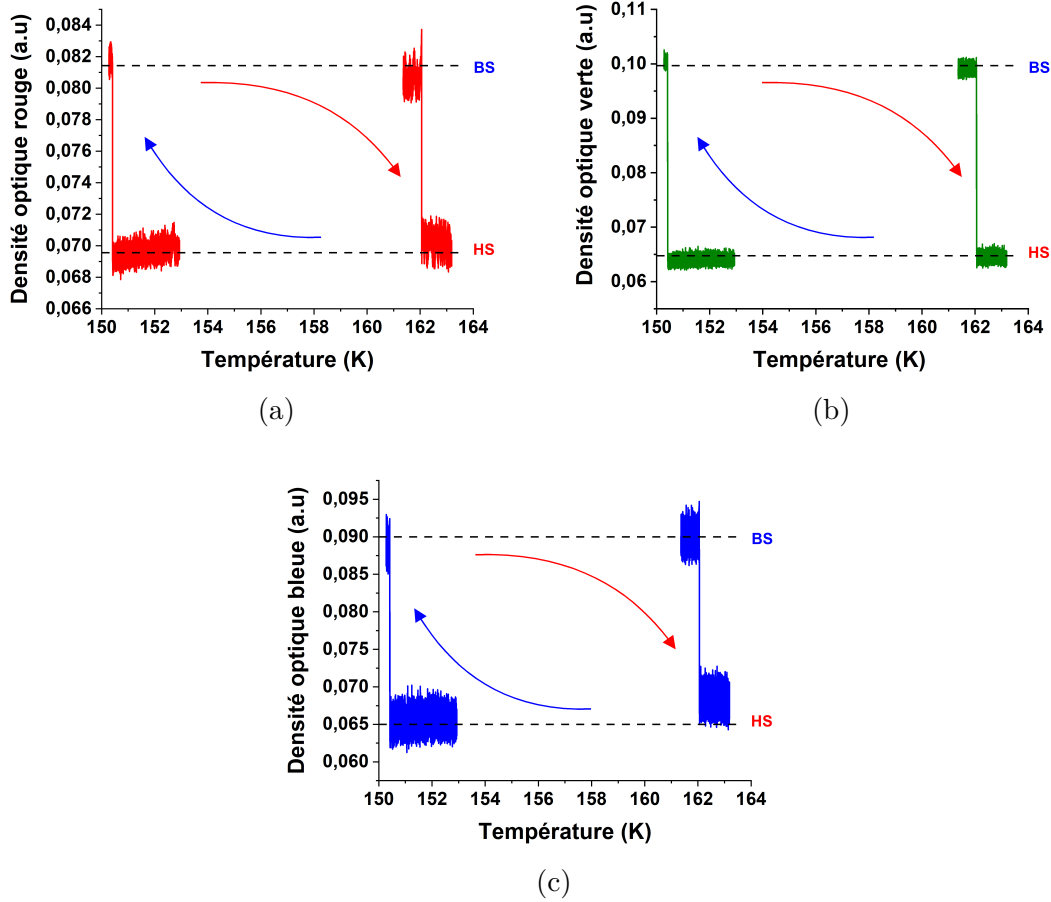 Densité optique rouge (a.u)
0,084
0,082
0,080
0,078
0,076
0,074
0,072
0,070
0,068
0,066
150 152 154 156 158 160 162 164
Température (K)
BS
HS
(a)
Densité optique verte (a.u)
0,11
0,10
0,09
0,08
0,07
0,06
150 152 154 156 158 160 162 164
Température (K)
BS
HS
(b)
Densité optique bleue (a.u)
0,095
0,090
0,085
0,080
0,075
0,070
0,065
0,060
150 152 154 156 158 160 162 164
Température (K)
BS
HS
(c)